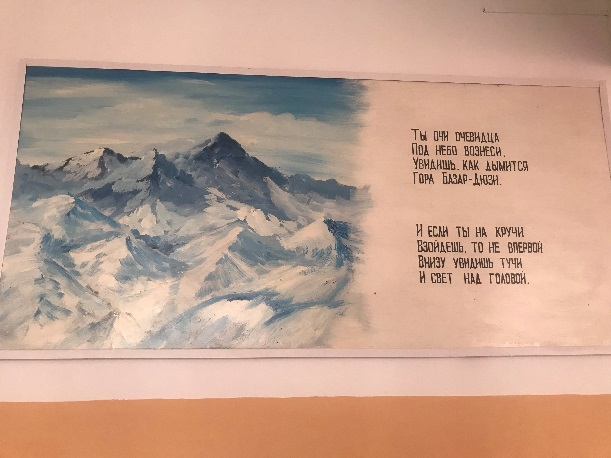 Ты очи очевидца
Под небо вознеси,
Увидишь, как дымится
Гора Базар-Дюзи.
И если ты на кручи
Взойдешь, то не впервой
Внизу увидишь тучи
И свет над головой.